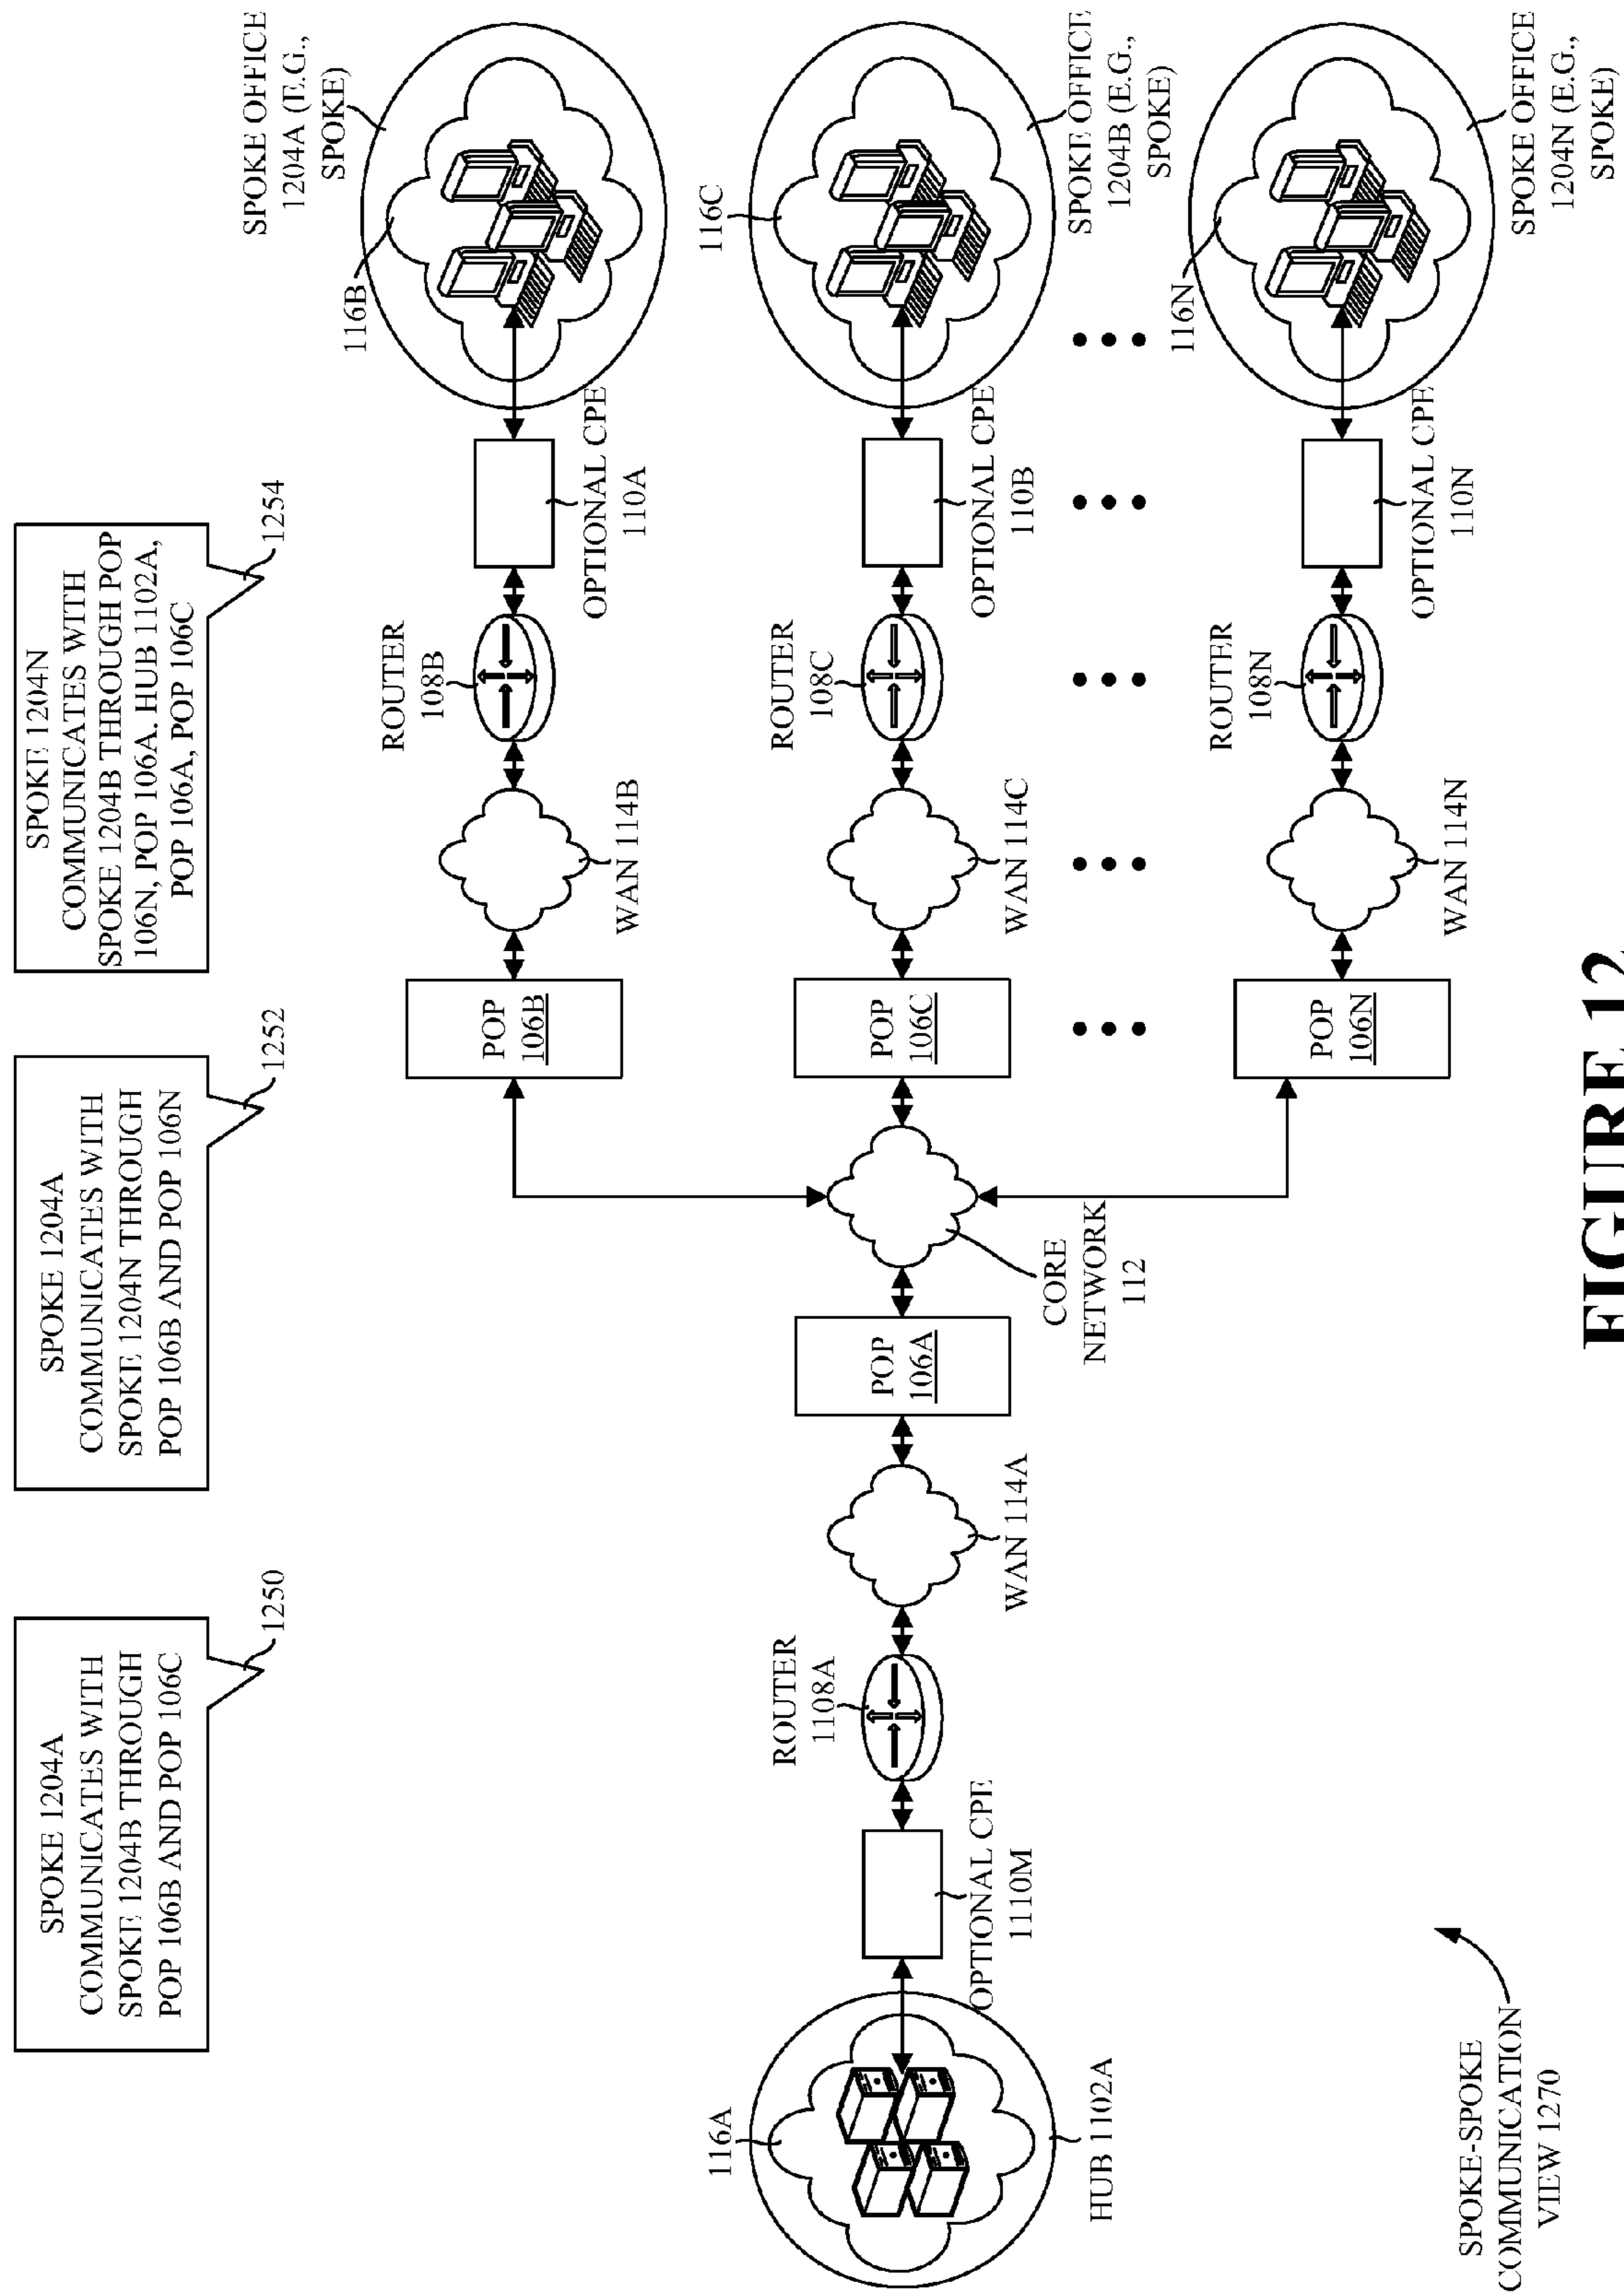 SPOKE 1204A
COMMUNICATES WITH
SPOKE 1204B THROUGH
POP 106B AND POP 106C
1250
SPOKE 1204A
COMMUNICATES WITH
SPOKE 1204N THROUGH
POP 106B AND POP 106N
1252
SPOKE 1204N
COMMUNICATES WITH
SPOKE 1204B THROUGH POP
106N, POP 106A. HUB 1102A,
POP 106A, POP 106C
1254
SPOKE OFFICE
1204A (E.G.,
SPOKE)
116B
ROUTER
108B
OPTIONAL CPE
110A
WAN 114B
POP
106B
116A
HUB 1102A
OPTIONAL CPE
1110M
ROUTER
1108A
WAN 114A
POP
106A
CORE
NETWORK
112
POP
106C
WAN 114C
ROUTER
108C
OPTIONAL CPE
110B
116C
SPOKE OFFICE
1204B (E.G.,
SPOKE)
POP
106N
WAN 114N
ROUTER
108N
OPTIONAL CPE
110N
116N
SPOKE OFFICE
1204N (E.G.,
SPOKE)
SPOKE-SPOKE
COMMUNICATION
VIEW 1270
FIGURE 12